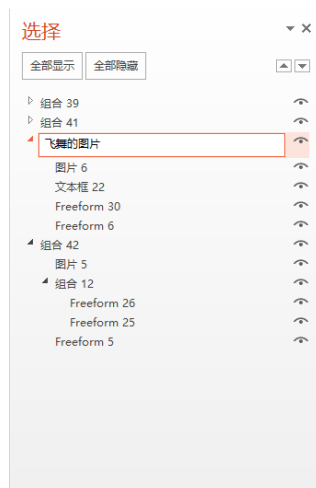 选择
全部显示 全部隐藏
组合 39
组合 41
飞舞的图片
图片 6
文本框 22
Freeform 30
Freeform 6
组合 42
图片 5
组合 12
Freeform 26
Freeform 25
Freeform 5